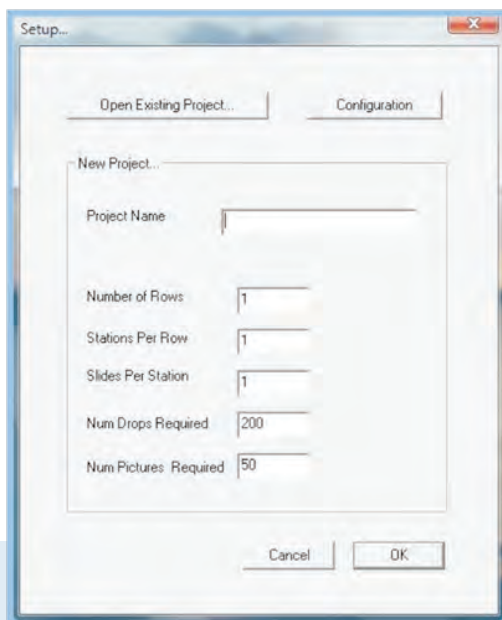 Setup...
Open Existing Project... Configuration
New Project...
Project Name
Number of Rows 1
Stations Per Row 1
Slides Per Station 1
Num Drops Required 200
Num Pictures Required 50
Cancel OK